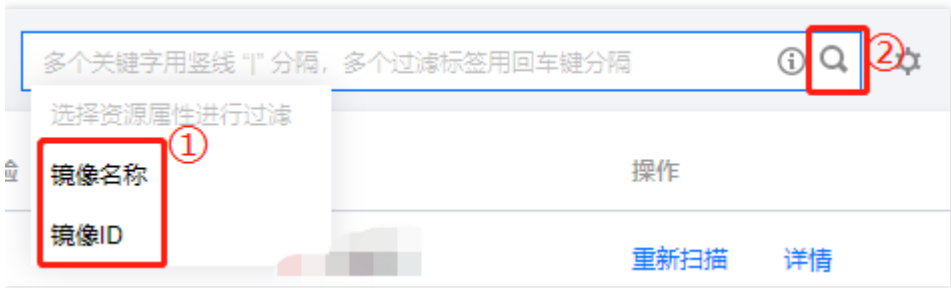 多个关键字用竖线 "|" 分隔，多个过滤标签用回车键分隔
②
选择资源属性进行过滤
①
镜像名称
操作
镜像ID
重新扫描 详情